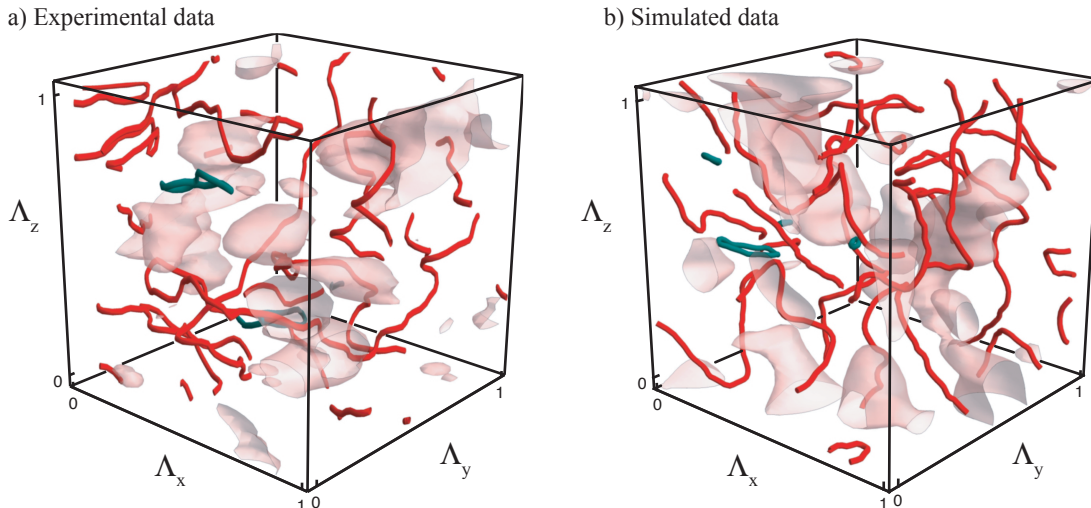 a) Experimental data
b) Simulated data
1
1
Λz
Λz
0
0
0
0
1
1
Λx
Λy
Λx
Λy
1 0
1 0